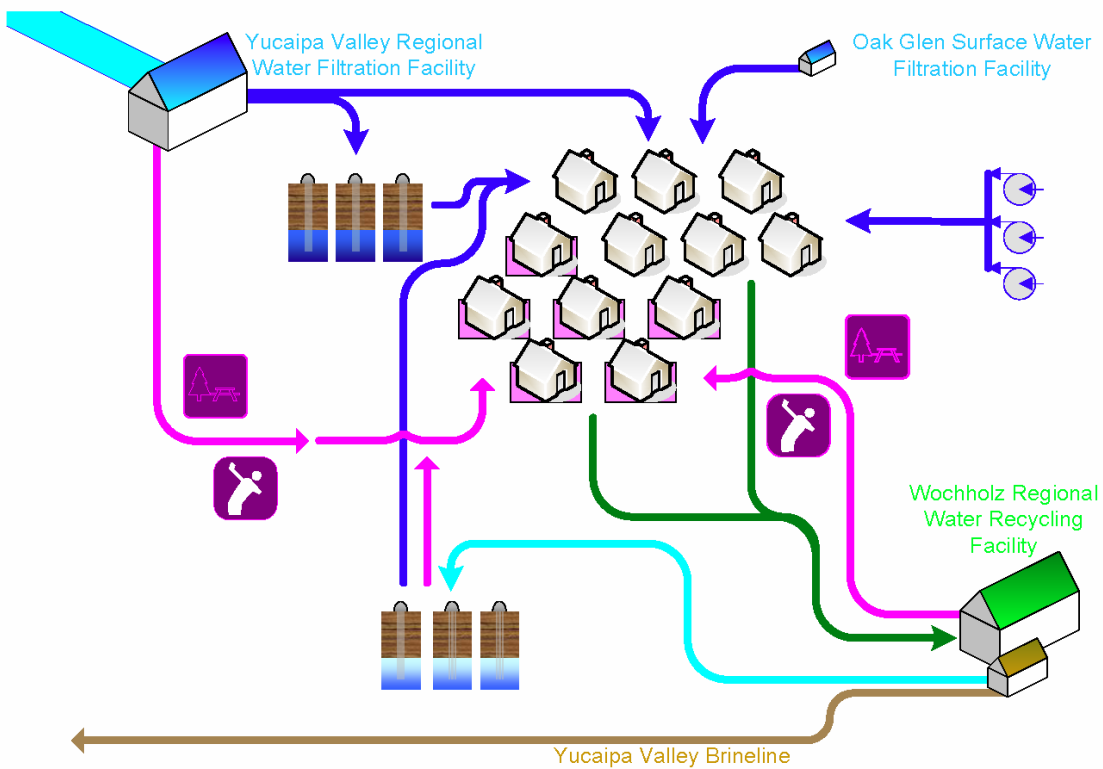 Yucaipa Valley Regional
Water Filtration Facility
Oak Glen Surface Water
Filtration Facility
Wochholz Regional
Water Recycling
Facility
Yucaipa Valley Brineline